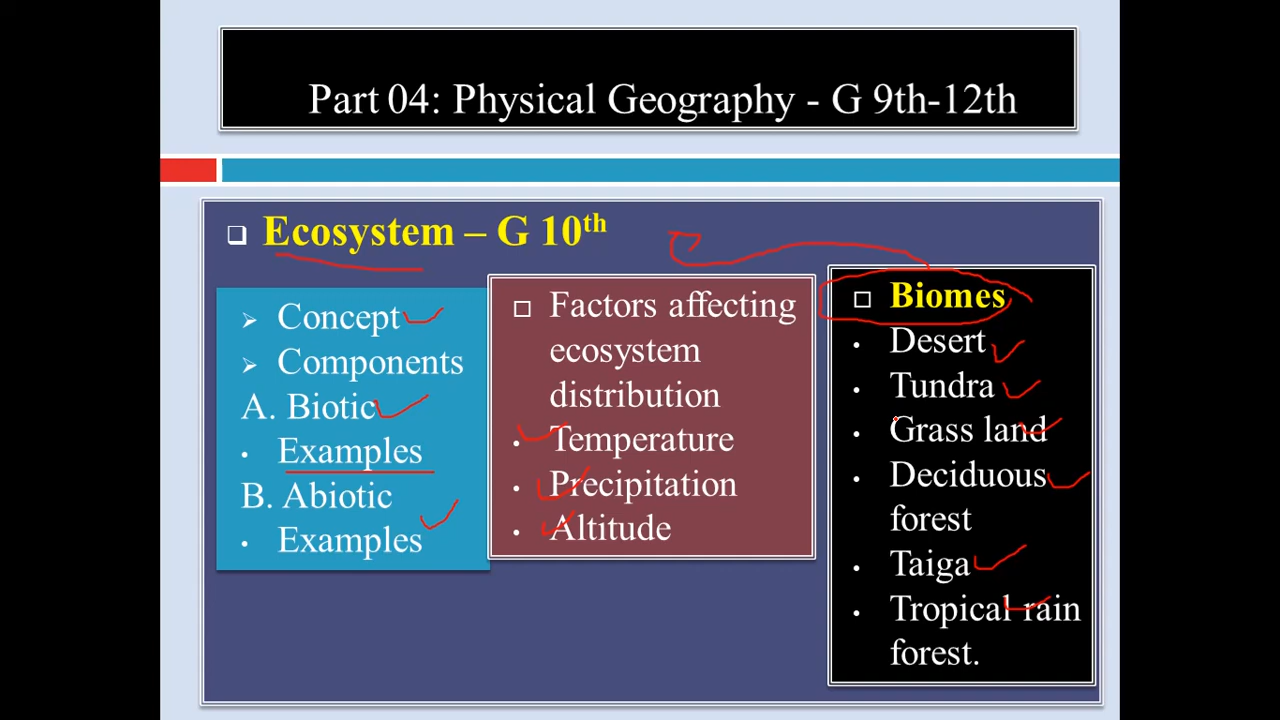 Part 04: Physical Geography - G 9th-12th
Ecosystem – G 10th
Concept
Components
A. Biotic
Examples
B. Abiotic
Examples
Factors affecting
ecosystem
distribution
Temperature
Precipitation
Altitude
Biomes
Desert
Tundra
Grass land
Deciduous
forest
Taiga
Tropical rain
forest.